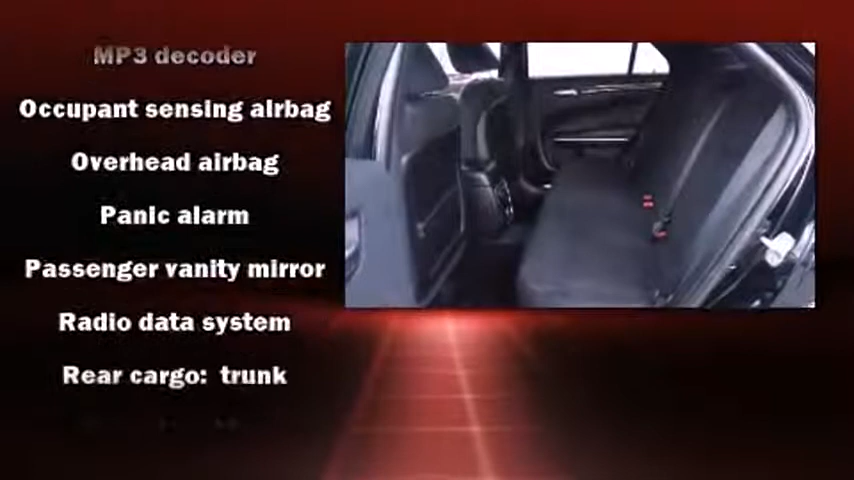 MP3 decoder
Occupant sensing airbag
Overhead airbag
Panic alarm
Passenger vanity mirror
Radio data system
Rear cargo: trunk